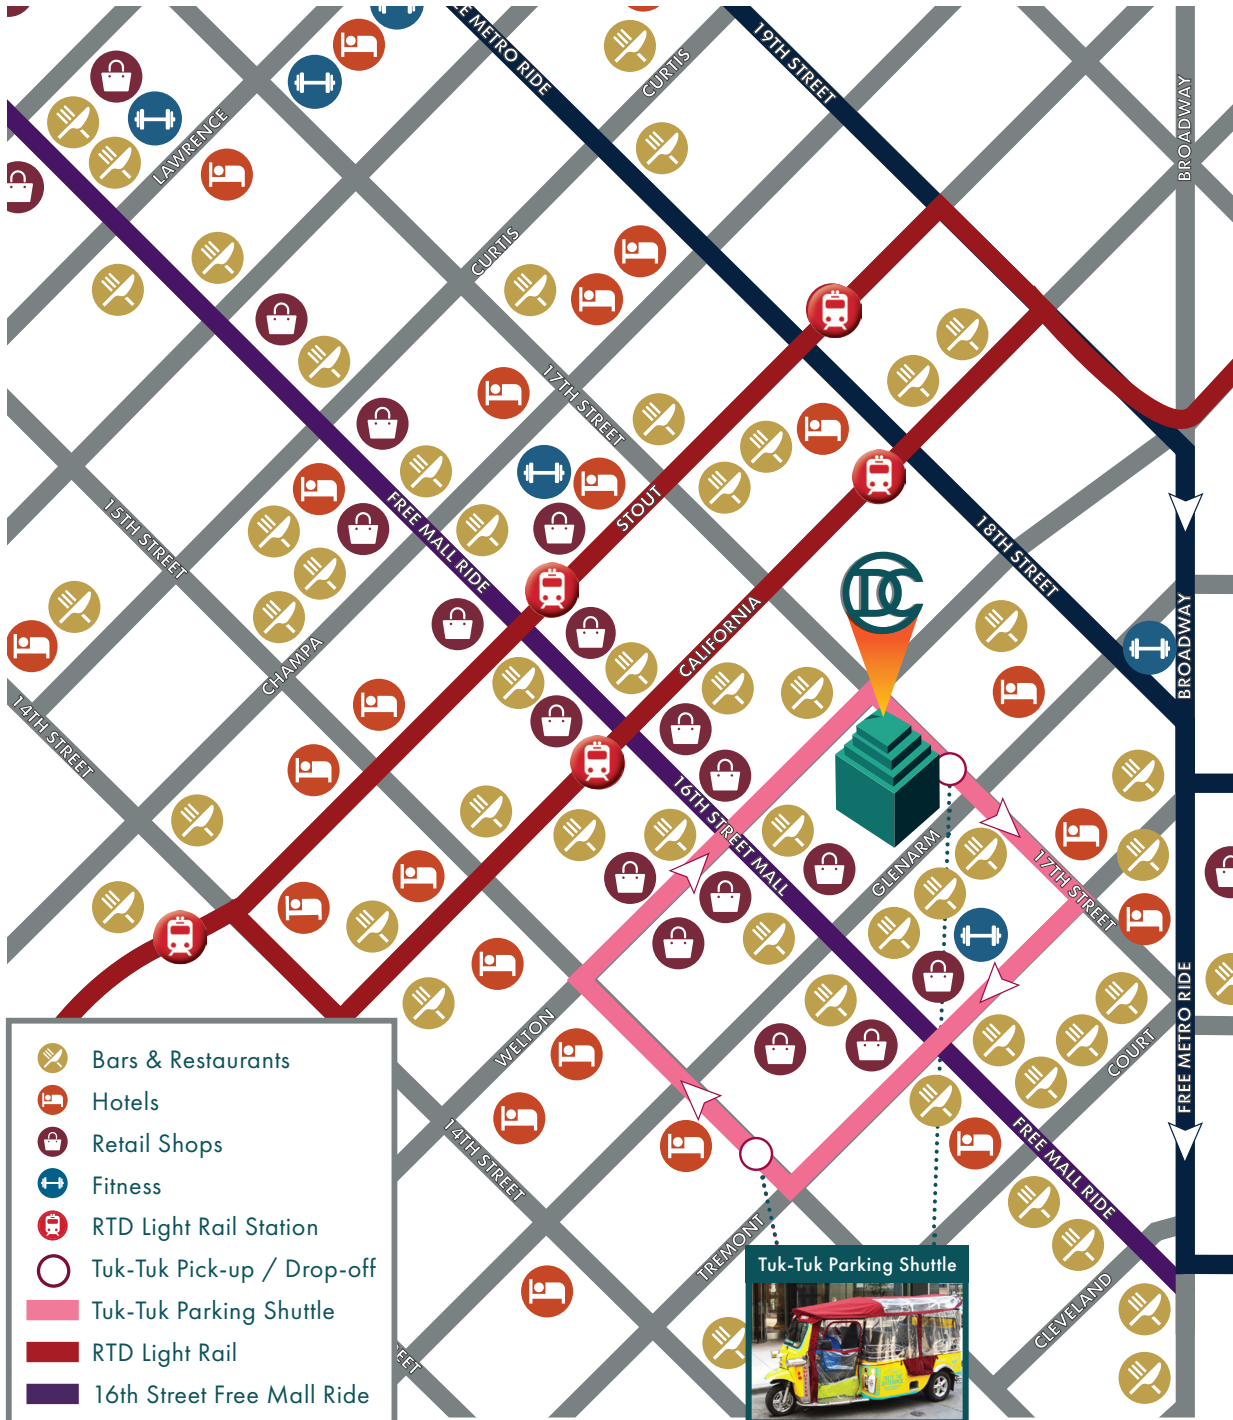 FREE METRO RIDE
19TH STREET
CURTIS
BROADWAY
LAWRENCE
CURTIS
17TH STREET
STOUT
FREE MALL RIDE
15TH STREET
18TH STREET
CALIFORNIA
BROADWAY
DC
CHAMPA
14TH STREET
16TH STREET MALL
GLENARM
17TH STREET
FREE METRO RIDE
WELTON
COURT
14TH STREET
FREE MALL RIDE
TREMONT
CLEVELAND
Bars & Restaurants
Hotels
Retail Shops
Fitness
RTD Light Rail Station
Tuk-Tuk Pick-up / Drop-off
Tuk-Tuk Parking Shuttle
RTD Light Rail
16th Street Free Mall Ride
Tuk-Tuk Parking Shuttle